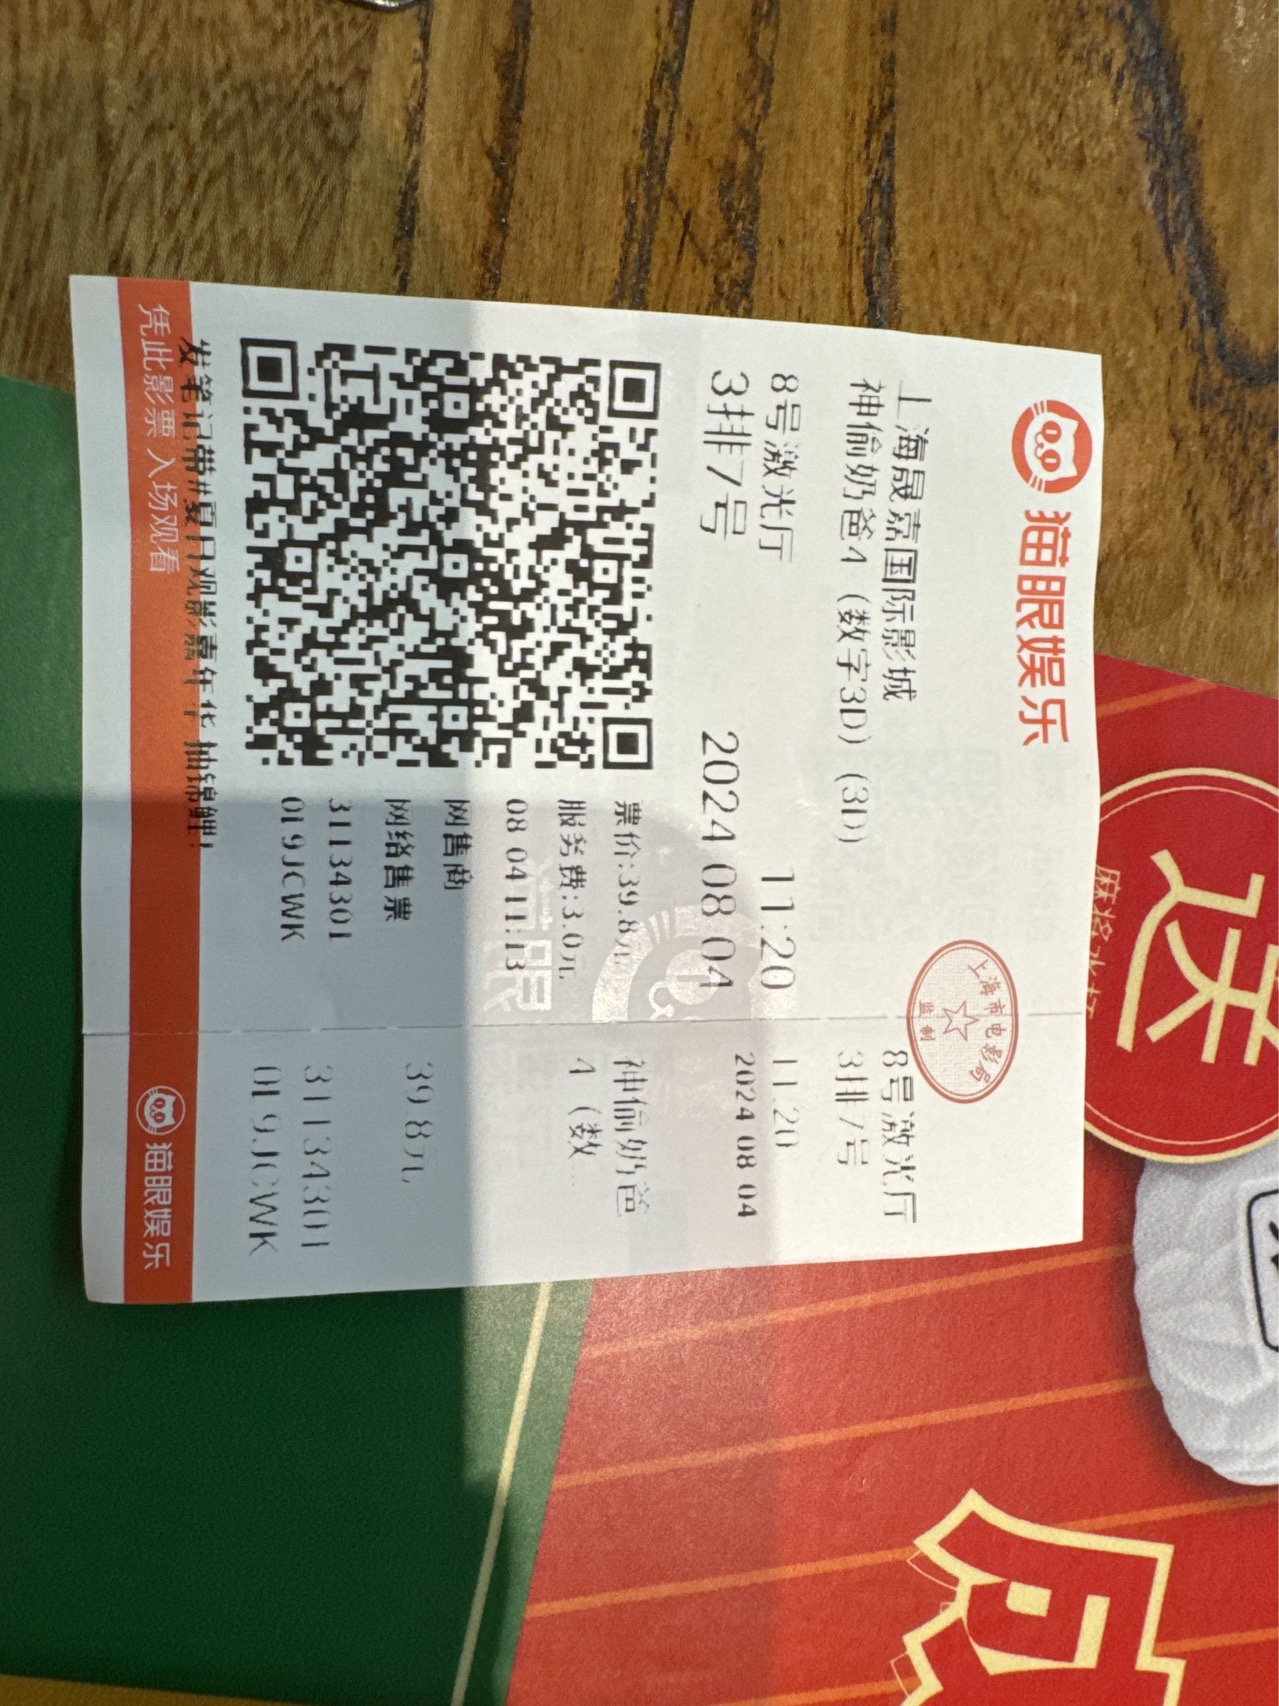 猫眼娱乐
上海晟嘉国际影城
神偷奶爸4（数字3D）（3D）
8号激光厅 11:20
3排7号 2024 08 04
票价:39.8元
服务费:3.0元
08 04 11:13
网售商
网络售票
31134301
019JCWK
发笔记带#夏日观影嘉年华 抽锦鲤!
凭此影票 入场观看
上海市电影局
监制
8号激光厅
3排7号
11:20
2024 08 04
神偷奶爸
4（数
39.8元
31134301
019JCWK
猫眼娱乐
猫眼
送